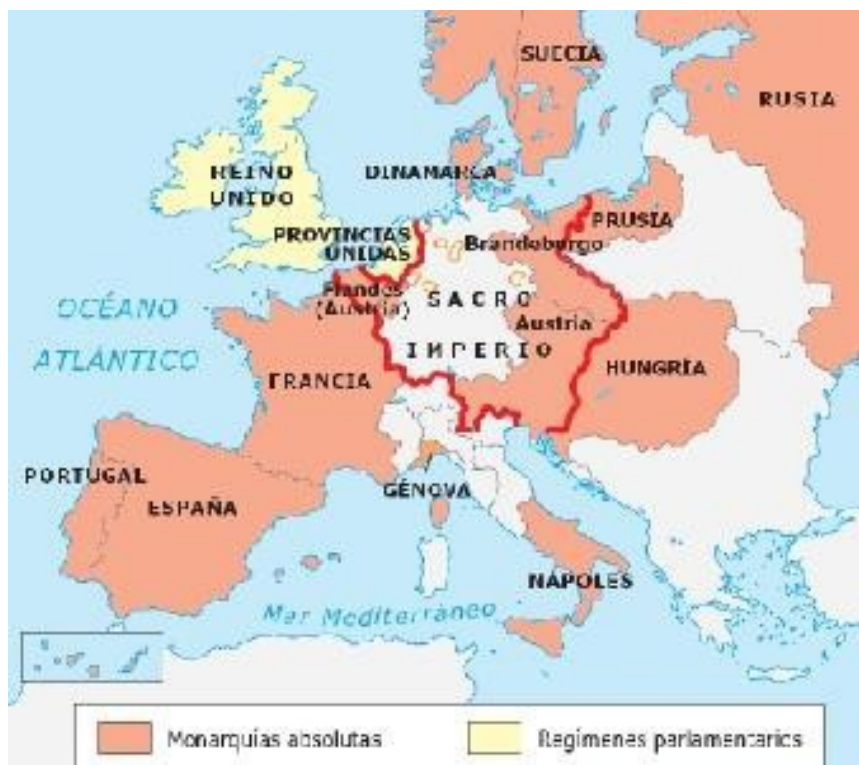 SUECIA
RUSIA
REINO
UNIDO
DINAMARCA
PRUSIA
PROVINCIAS
UNIDAS
Brandeburgo
Flandes
(Austria)
SACRO
OCÉANO
ATLÁNTICO
Austria
IMPERIO
HUNGRÍA
FRANCIA
PORTUGAL
GÉNOVA
ESPAÑA
NÁPOLES
Mar Mediterráneo
Monarquías absolutas
Regímenes parlamentarios